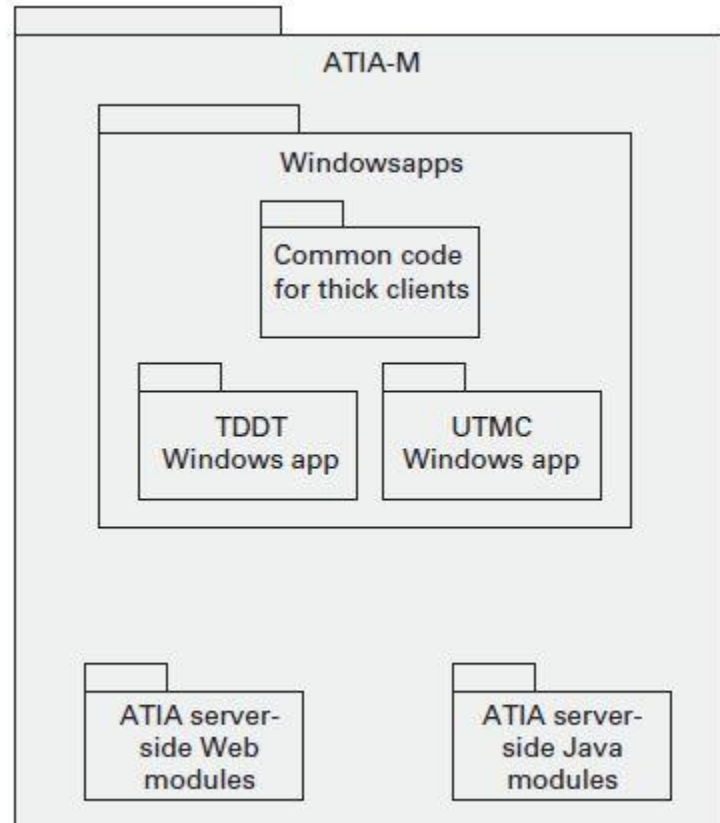 ATIA-M
Windowsapps
Common code
for thick clients
TDDT
Windows app
UTMC
Windows app
ATIA server-
side Web
modules
ATIA server-
side Java
modules